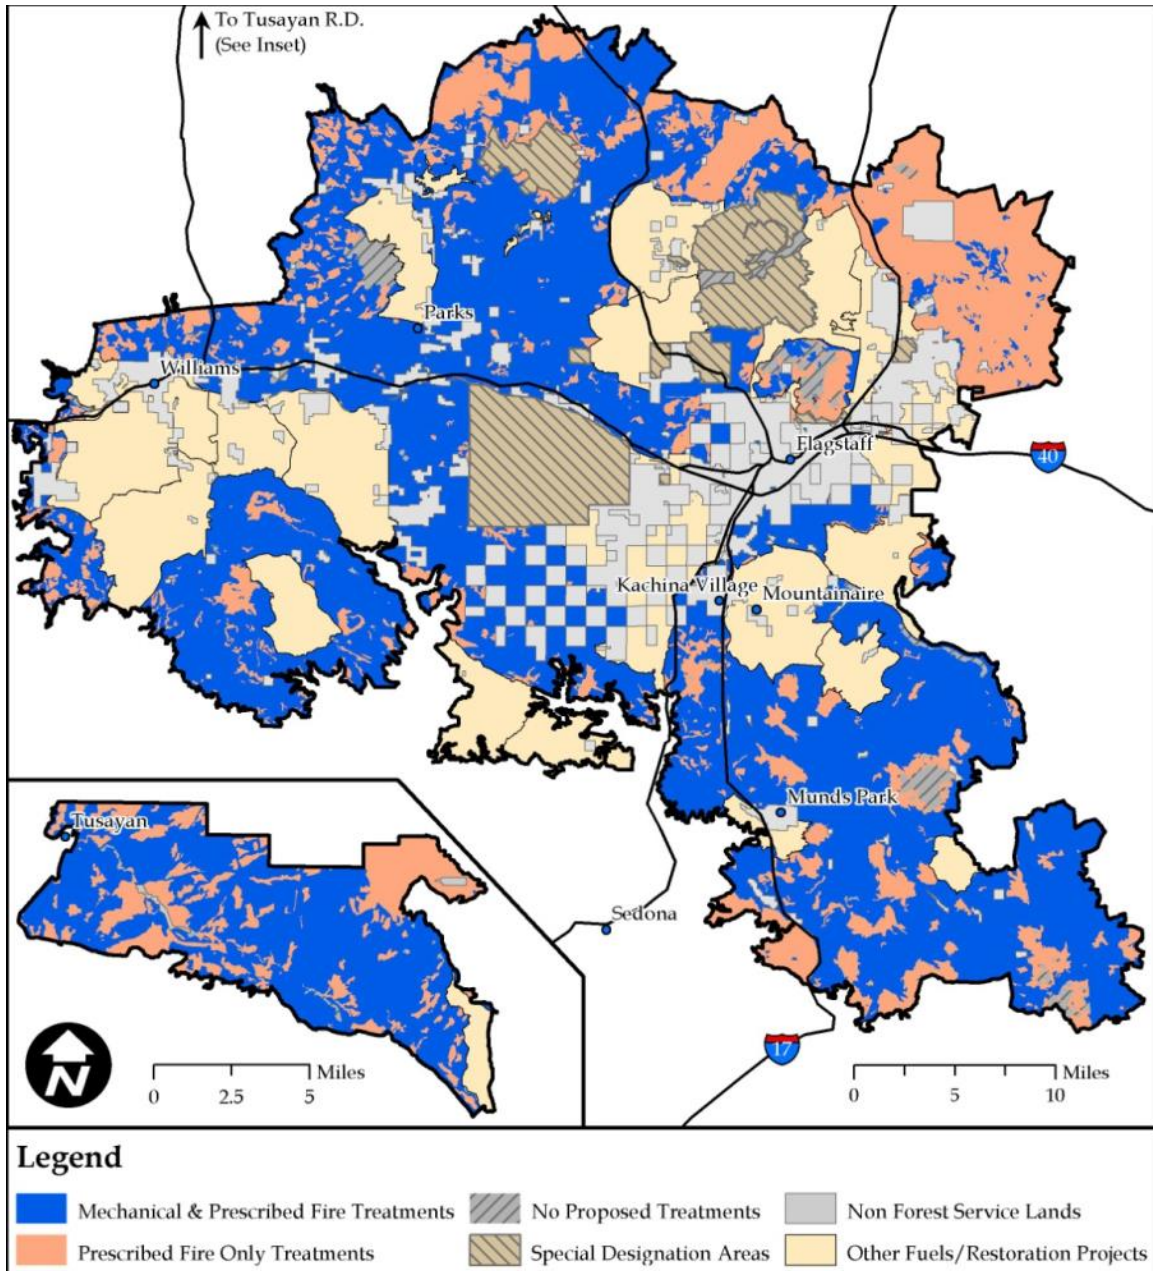 To Tusayan R.D.
(See Inset)
Parks
Williams
Flagstaff
40
Kachina Village
Mountainaire
Munds Park
Tusayan
Sedona
17
N
Miles
0 2.5 5
Miles
0 5 10
Legend
Mechanical & Prescribed Fire Treatments
No Proposed Treatments
Non Forest Service Lands
Prescribed Fire Only Treatments
Special Designation Areas
Other Fuels/Restoration Projects